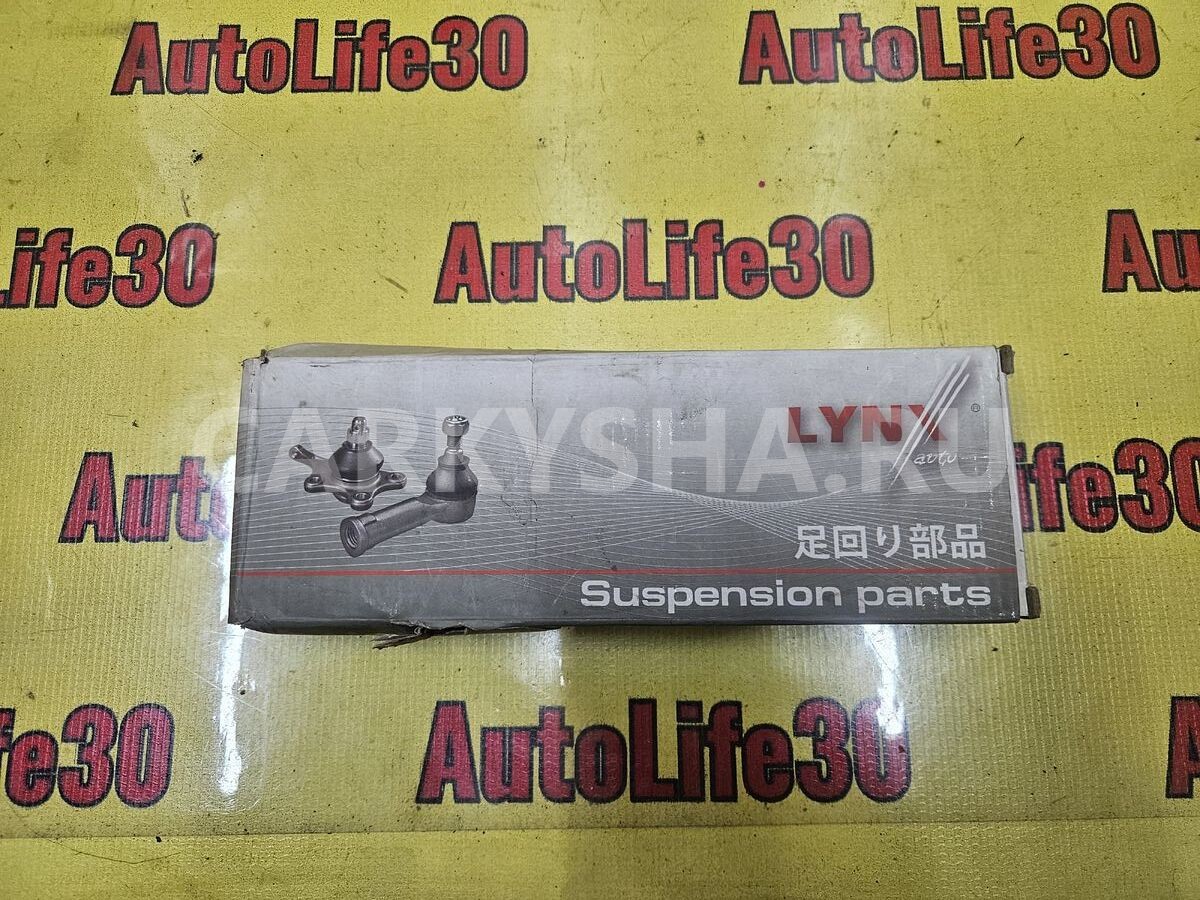 AutoLife30 AutoLife30
Life30 AutoLife30 Au
LYNX
®
auto
CARKYSHA.RU
Aut ife30
足回り部品
Suspension parts
fe30 AutoLife30 A